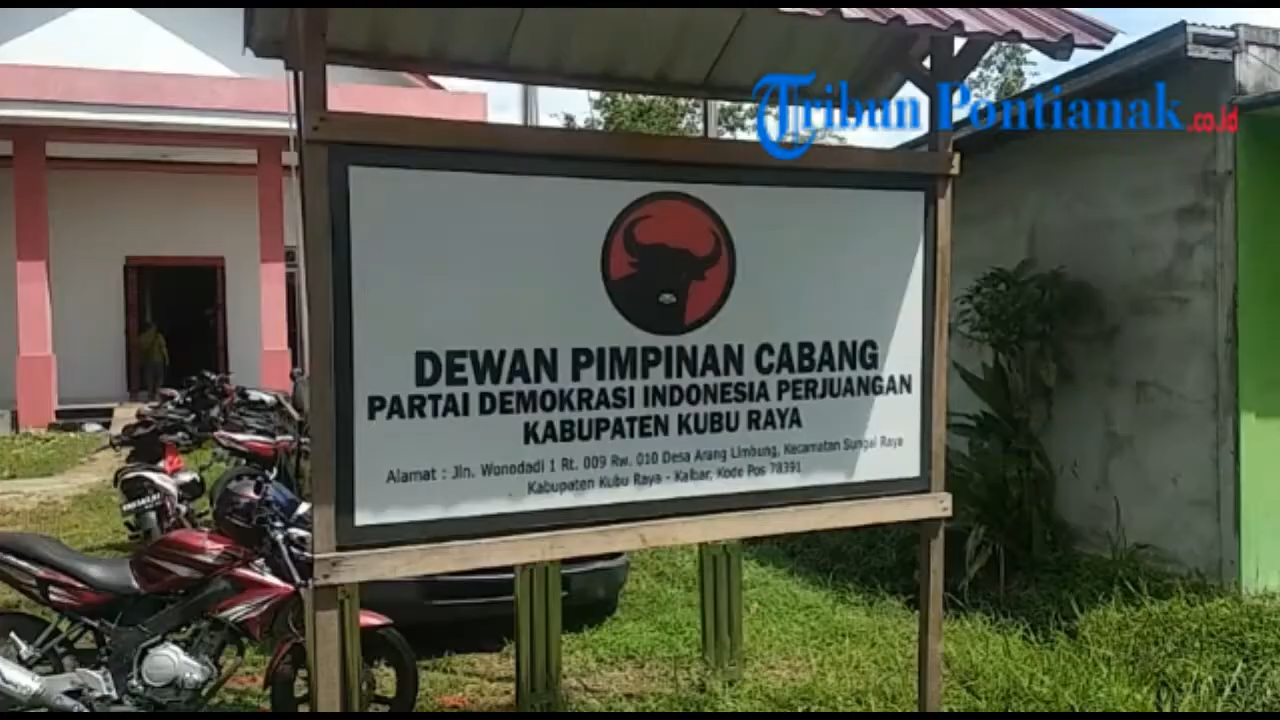 Tribun Pontianak.co.id
DEWAN PIMPINAN CABANG
PARTAI DEMOKRASI INDONESIA PERJUANGAN
KABUPATEN KUBU RAYA
Alamat : Jln. Wonodadi 1 Rt. 009 Rw. 010 Desa Arang Limbung, Kecamatan Sungai Raya
Kabupaten Kubu Raya - Kalbar, Kode Pos 78391